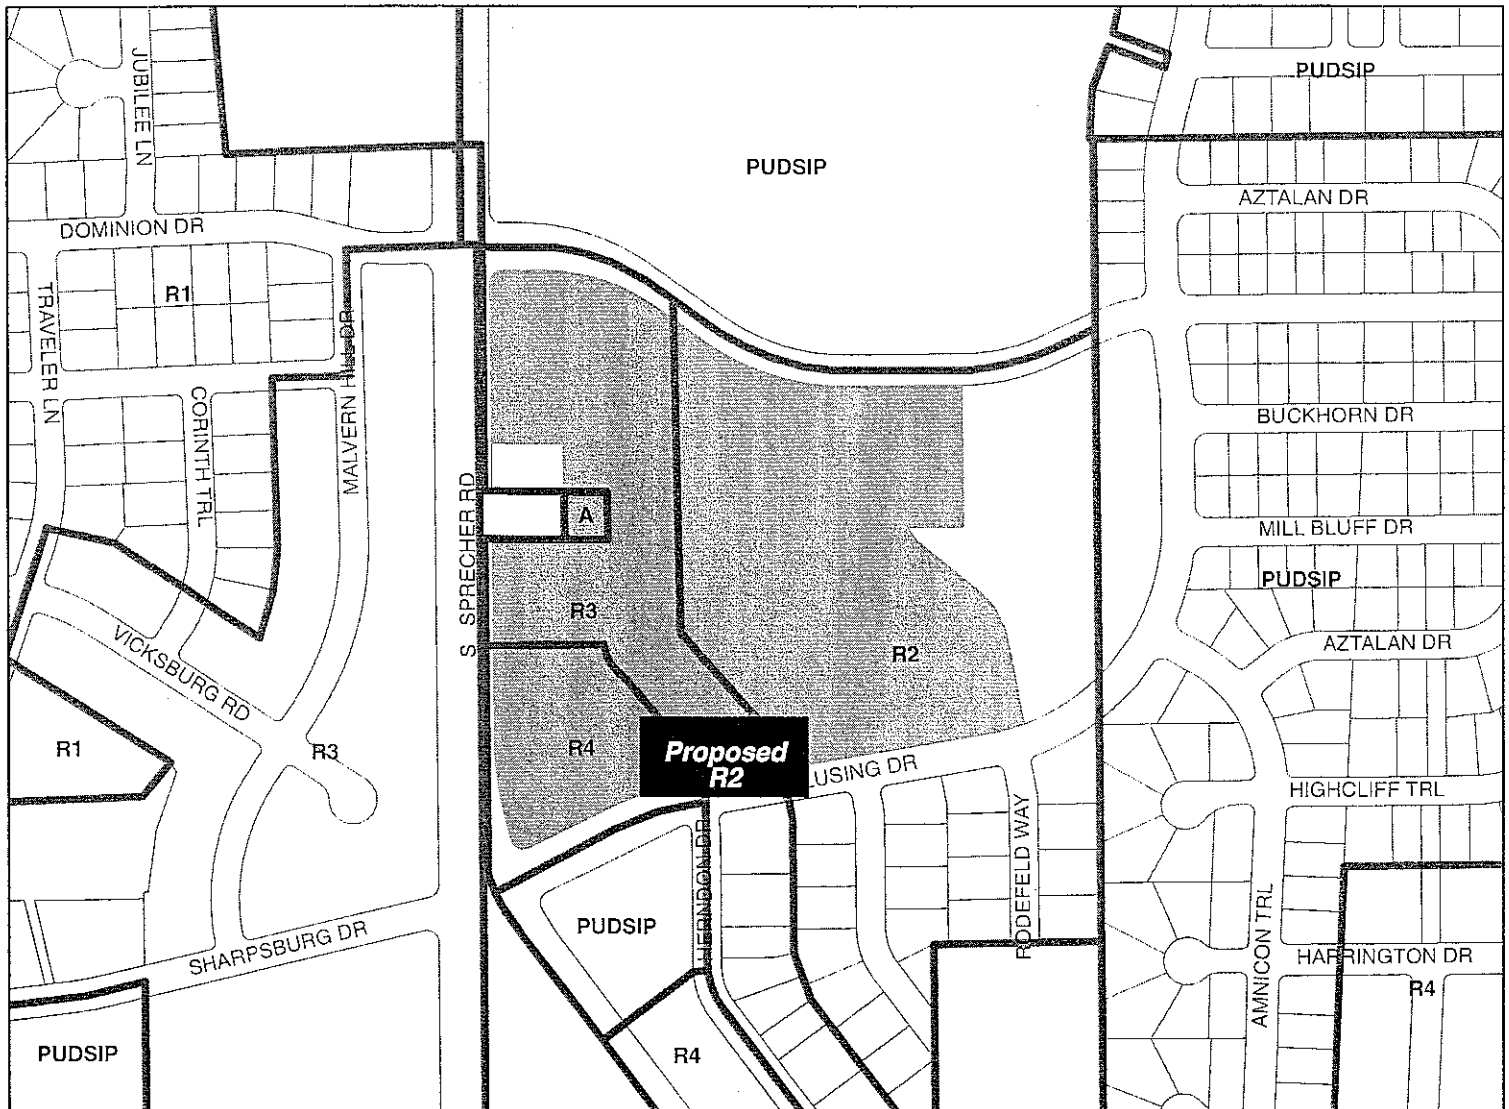 JUBILEE LN
PUDSIP
PUDSIP
AZTALAN DR
DOMINION DR
R1
TRAVELER LN
CORINTH TRL
MALVERN HILL DR
BUCKHORN DR
S SPRECHER RD
A
MILL BLUFF DR
PUDSIP
R3
VICKSBURG RD
R2
AZTALAN DR
R1
R3
R4
Proposed
R2
LUSING DR
HIGHCLIFF TRL
HERNDON DR
RODEFELD WAY
PUDSIP
SHARPSBURG DR
AMNICON TRL
HARRINGTON DR
R4
PUDSIP
R4